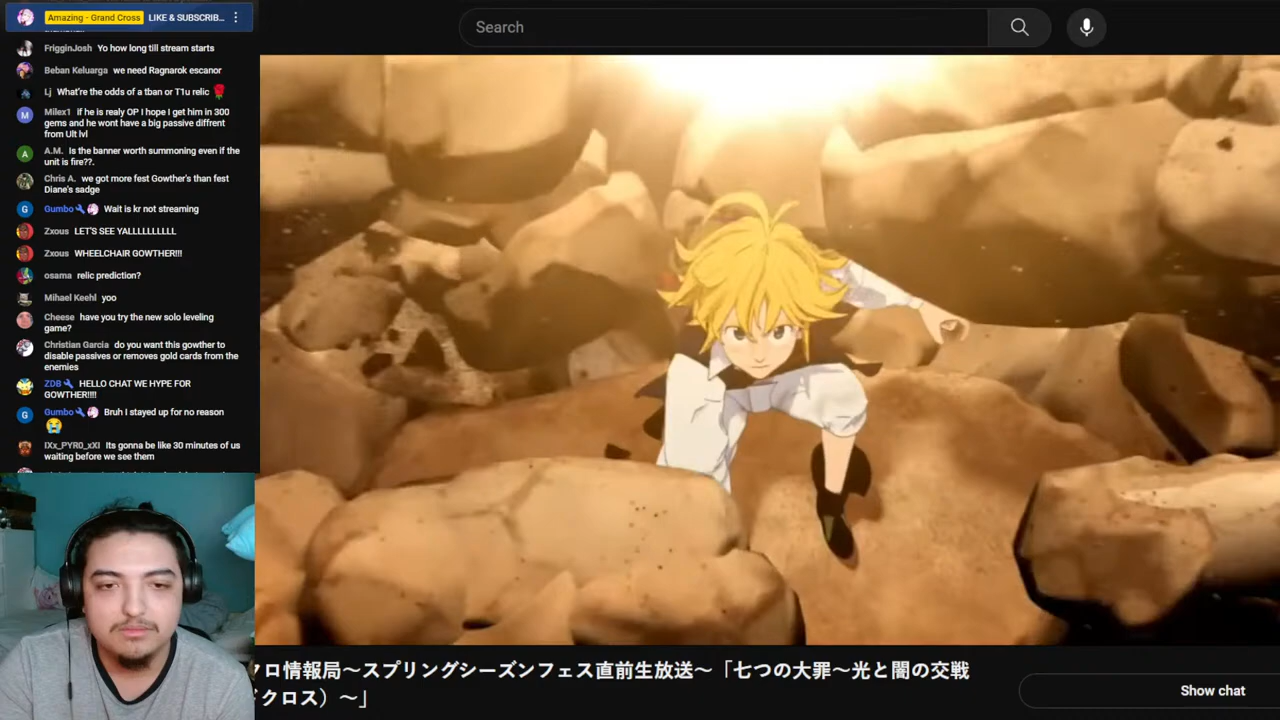 Amazing - Grand Cross LIKE & SUBSCRIB...
FrigginJosh Yo how long till stream starts
Beban Keluarga we need Ragnarok escanor
Lj What're the odds of a tban or T1u relic
Milex1 if he is realy OP I hope I get him in 300
gems and he wont have a big passive diffrent
from Ult lvl
A.M. Is the banner worth summoning even if the
unit is fire??.
Chris A. we got more fest Gowther's than fest
Diane's sadge
Gumbo Wait is kr not streaming
Zxous LET'S SEE YALLLLLLLLLL
Zxous WHEELCHAIR GOWTHER!!!
osama relic prediction?
Mihael Keehl yoo
Cheese have you try the new solo leveling
game?
Christian Garcia do you want this gowther to
disable passives or removes gold cards from the
enemies
ZDB HELLO CHAT WE HYPE FOR
GOWTHER!!!!
Gumbo Bruh I stayed up for no reason
IXx_PYR0_xXI Its gonna be like 30 minutes of us
waiting before we see them
Search
ロ情報局～スプリングシーズンフェス直前生放送～「七つの大罪～光と闇の交戦
クロス）～」
Show chat